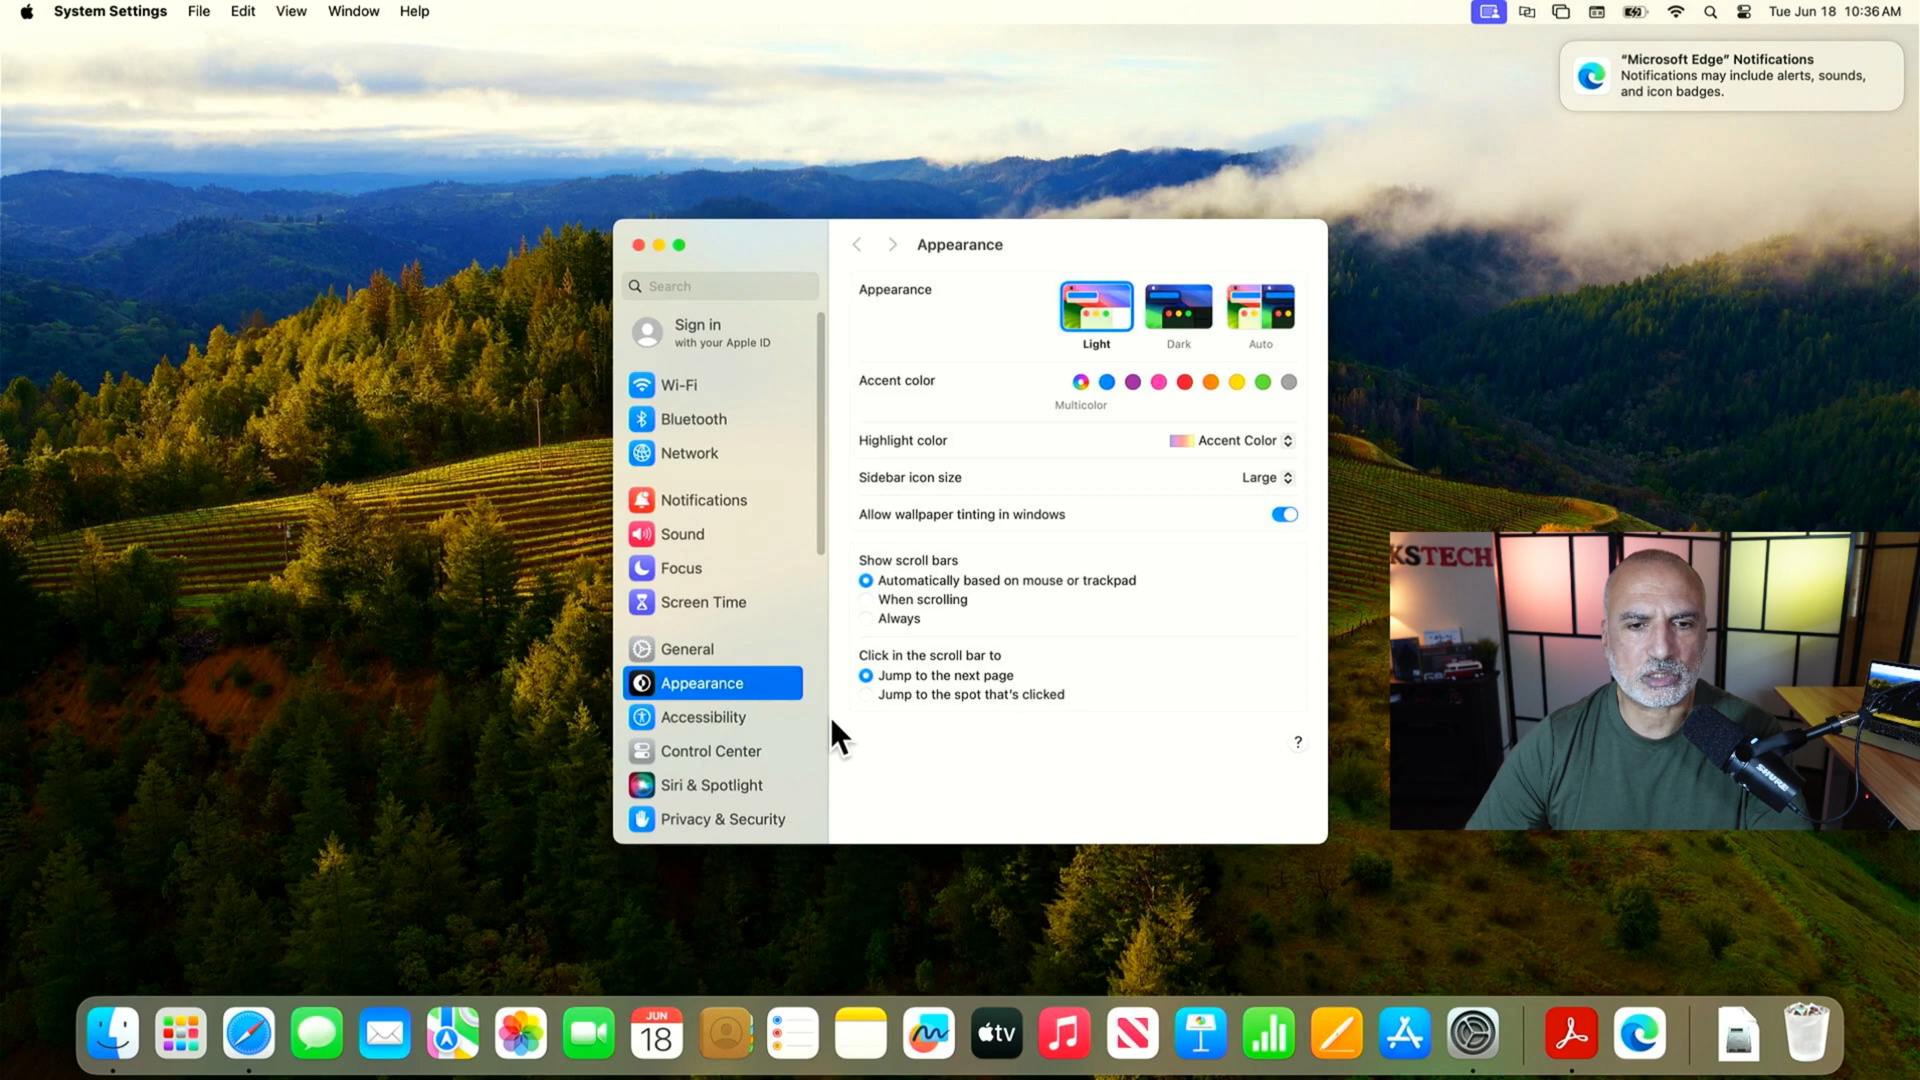 System Settings File Edit View Window Help
Tue Jun 18 10:36 AM
“Microsoft Edge” Notifications
Notifications may include alerts, sounds,
and icon badges.
Search
Sign in
with your Apple ID
Wi-Fi
Bluetooth
Network
Notifications
Sound
Focus
Screen Time
General
Appearance
Accessibility
Control Center
Siri & Spotlight
Privacy & Security
Appearance
Appearance
Light Dark Auto
Accent color
Multicolor
Highlight color Accent Color
Sidebar icon size Large
Allow wallpaper tinting in windows
Show scroll bars
Automatically based on mouse or trackpad
When scrolling
Always
Click in the scroll bar to
Jump to the next page
Jump to the spot that’s clicked
?
KSTECH
SHURE
JUN
18
tv